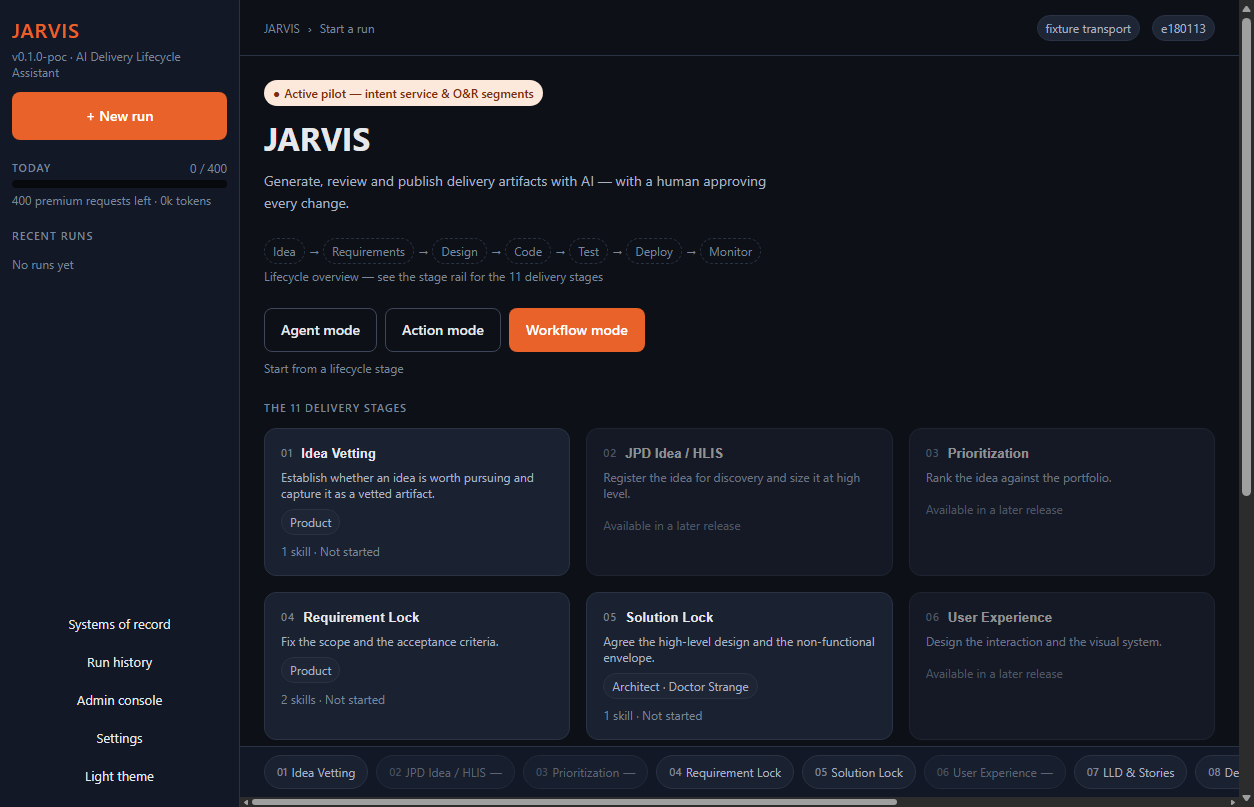 JARVIS
v0.1.0-poc · AI Delivery Lifecycle
Assistant
+ New run
TODAY 0 / 400
400 premium requests left · 0k tokens
RECENT RUNS
No runs yet
Systems of record
Run history
Admin console
Settings
Light theme
JARVIS › Start a run
fixture transport
e180113
● Active pilot — intent service & O&R segments
JARVIS
Generate, review and publish delivery artifacts with AI — with a human approving
every change.
Idea → Requirements → Design → Code → Test → Deploy → Monitor
Lifecycle overview — see the stage rail for the 11 delivery stages
Agent mode
Action mode
Workflow mode
Start from a lifecycle stage
THE 11 DELIVERY STAGES
01 Idea Vetting
Establish whether an idea is worth pursuing and
capture it as a vetted artifact.
Product
1 skill · Not started
02 JPD Idea / HLIS
Register the idea for discovery and size it at high
level.
Available in a later release
03 Prioritization
Rank the idea against the portfolio.
Available in a later release
04 Requirement Lock
Fix the scope and the acceptance criteria.
Product
2 skills · Not started
05 Solution Lock
Agree the high-level design and the non-functional
envelope.
Architect · Doctor Strange
1 skill · Not started
06 User Experience
Design the interaction and the visual system.
Available in a later release
01 Idea Vetting
02 JPD Idea / HLIS —
03 Prioritization —
04 Requirement Lock
05 Solution Lock
06 User Experience —
07 LLD & Stories
08 De